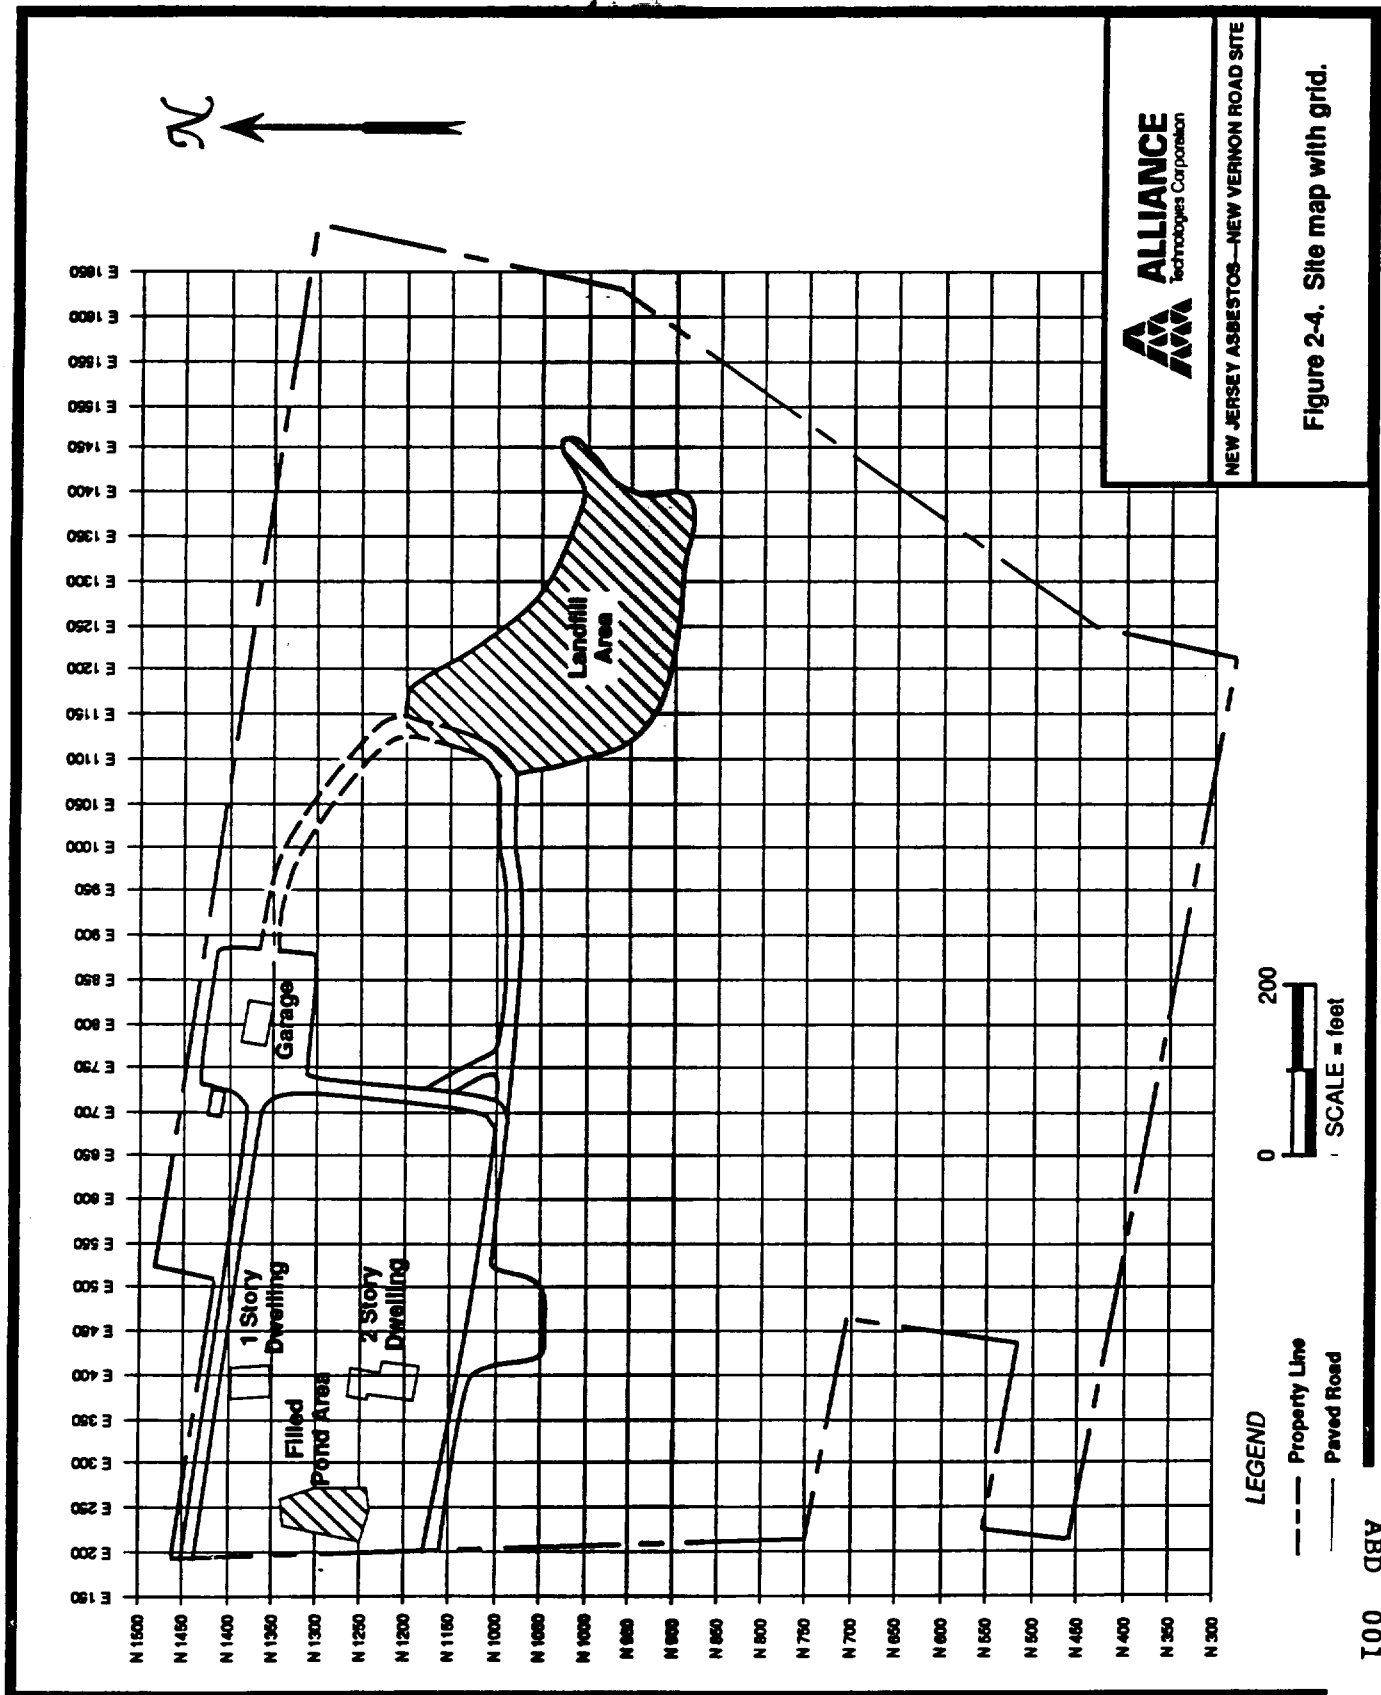 N
E 150
E 200
E 250
E 300
E 350
E 400
E 450
E 500
E 550
E 600
E 650
E 700
E 750
E 800
E 850
E 900
E 950
E 1000
E 1050
E 1100
E 1150
E 1200
E 1250
E 1300
E 1350
E 1400
E 1450
E 1550
E 1550
E 1600
E 1650
N 1500
N 1450
N 1400
N 1350
N 1300
N 1250
N 1200
N 1150
N 1000
N 1050
N 1000
N 950
N 900
N 850
N 800
N 750
N 700
N 650
N 600
N 550
N 500
N 450
N 400
N 350
N 300
1 Story
Dwelling
2 Story
Dwelling
Filled
Pond Area
Garage
Landfill
Area
LEGEND
Property Line
Paved Road
0 200
SCALE = feet
ALLIANCE
Technologies Corporation
NEW JERSEY ASBESTOS—NEW VERNON ROAD SITE
Figure 2-4. Site map with grid.
ABD 001